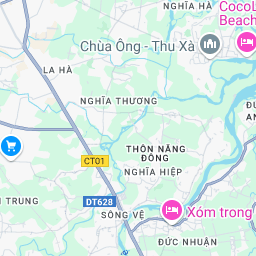 NGHĨA HÀ
CocoL
Beach
Chùa Ông - Thu Xà
LA HÀ
NGHĨA THƯƠNG
THÔN NĂNG
ĐÔNG
CT01
NGHĨA HIỆP
TRUNG
DT628
SÔNG VỆ
Xóm trong
ĐỨC NHUẬN